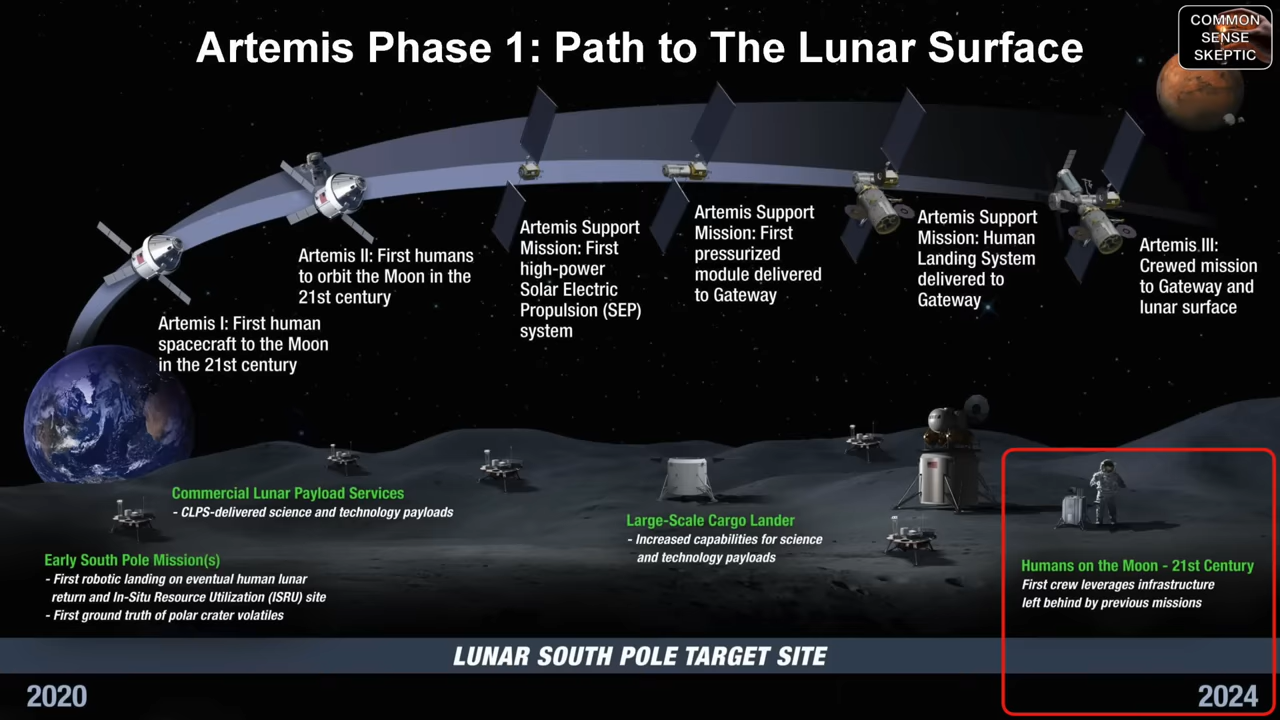 Artemis Phase 1: Path to The Lunar Surface
COMMON
SENSE
SKEPTIC
Artemis I: First human
spacecraft to the Moon
in the 21st century
Artemis II: First humans
to orbit the Moon in the
21st century
Artemis Support
Mission: First
high-power
Solar Electric
Propulsion (SEP)
system
Artemis Support
Mission: First
pressurized
module delivered
to Gateway
Artemis Support
Mission: Human
Landing System
delivered to
Gateway
Artemis III:
Crewed mission
to Gateway and
lunar surface
Commercial Lunar Payload Services
- CLPS-delivered science and technology payloads
Early South Pole Mission(s)
- First robotic landing on eventual human lunar
return and In-Situ Resource Utilization (ISRU) site
- First ground truth of polar crater volatiles
Large-Scale Cargo Lander
- Increased capabilities for science
and technology payloads
Humans on the Moon - 21st Century
First crew leverages infrastructure
left behind by previous missions
LUNAR SOUTH POLE TARGET SITE
2020
2024